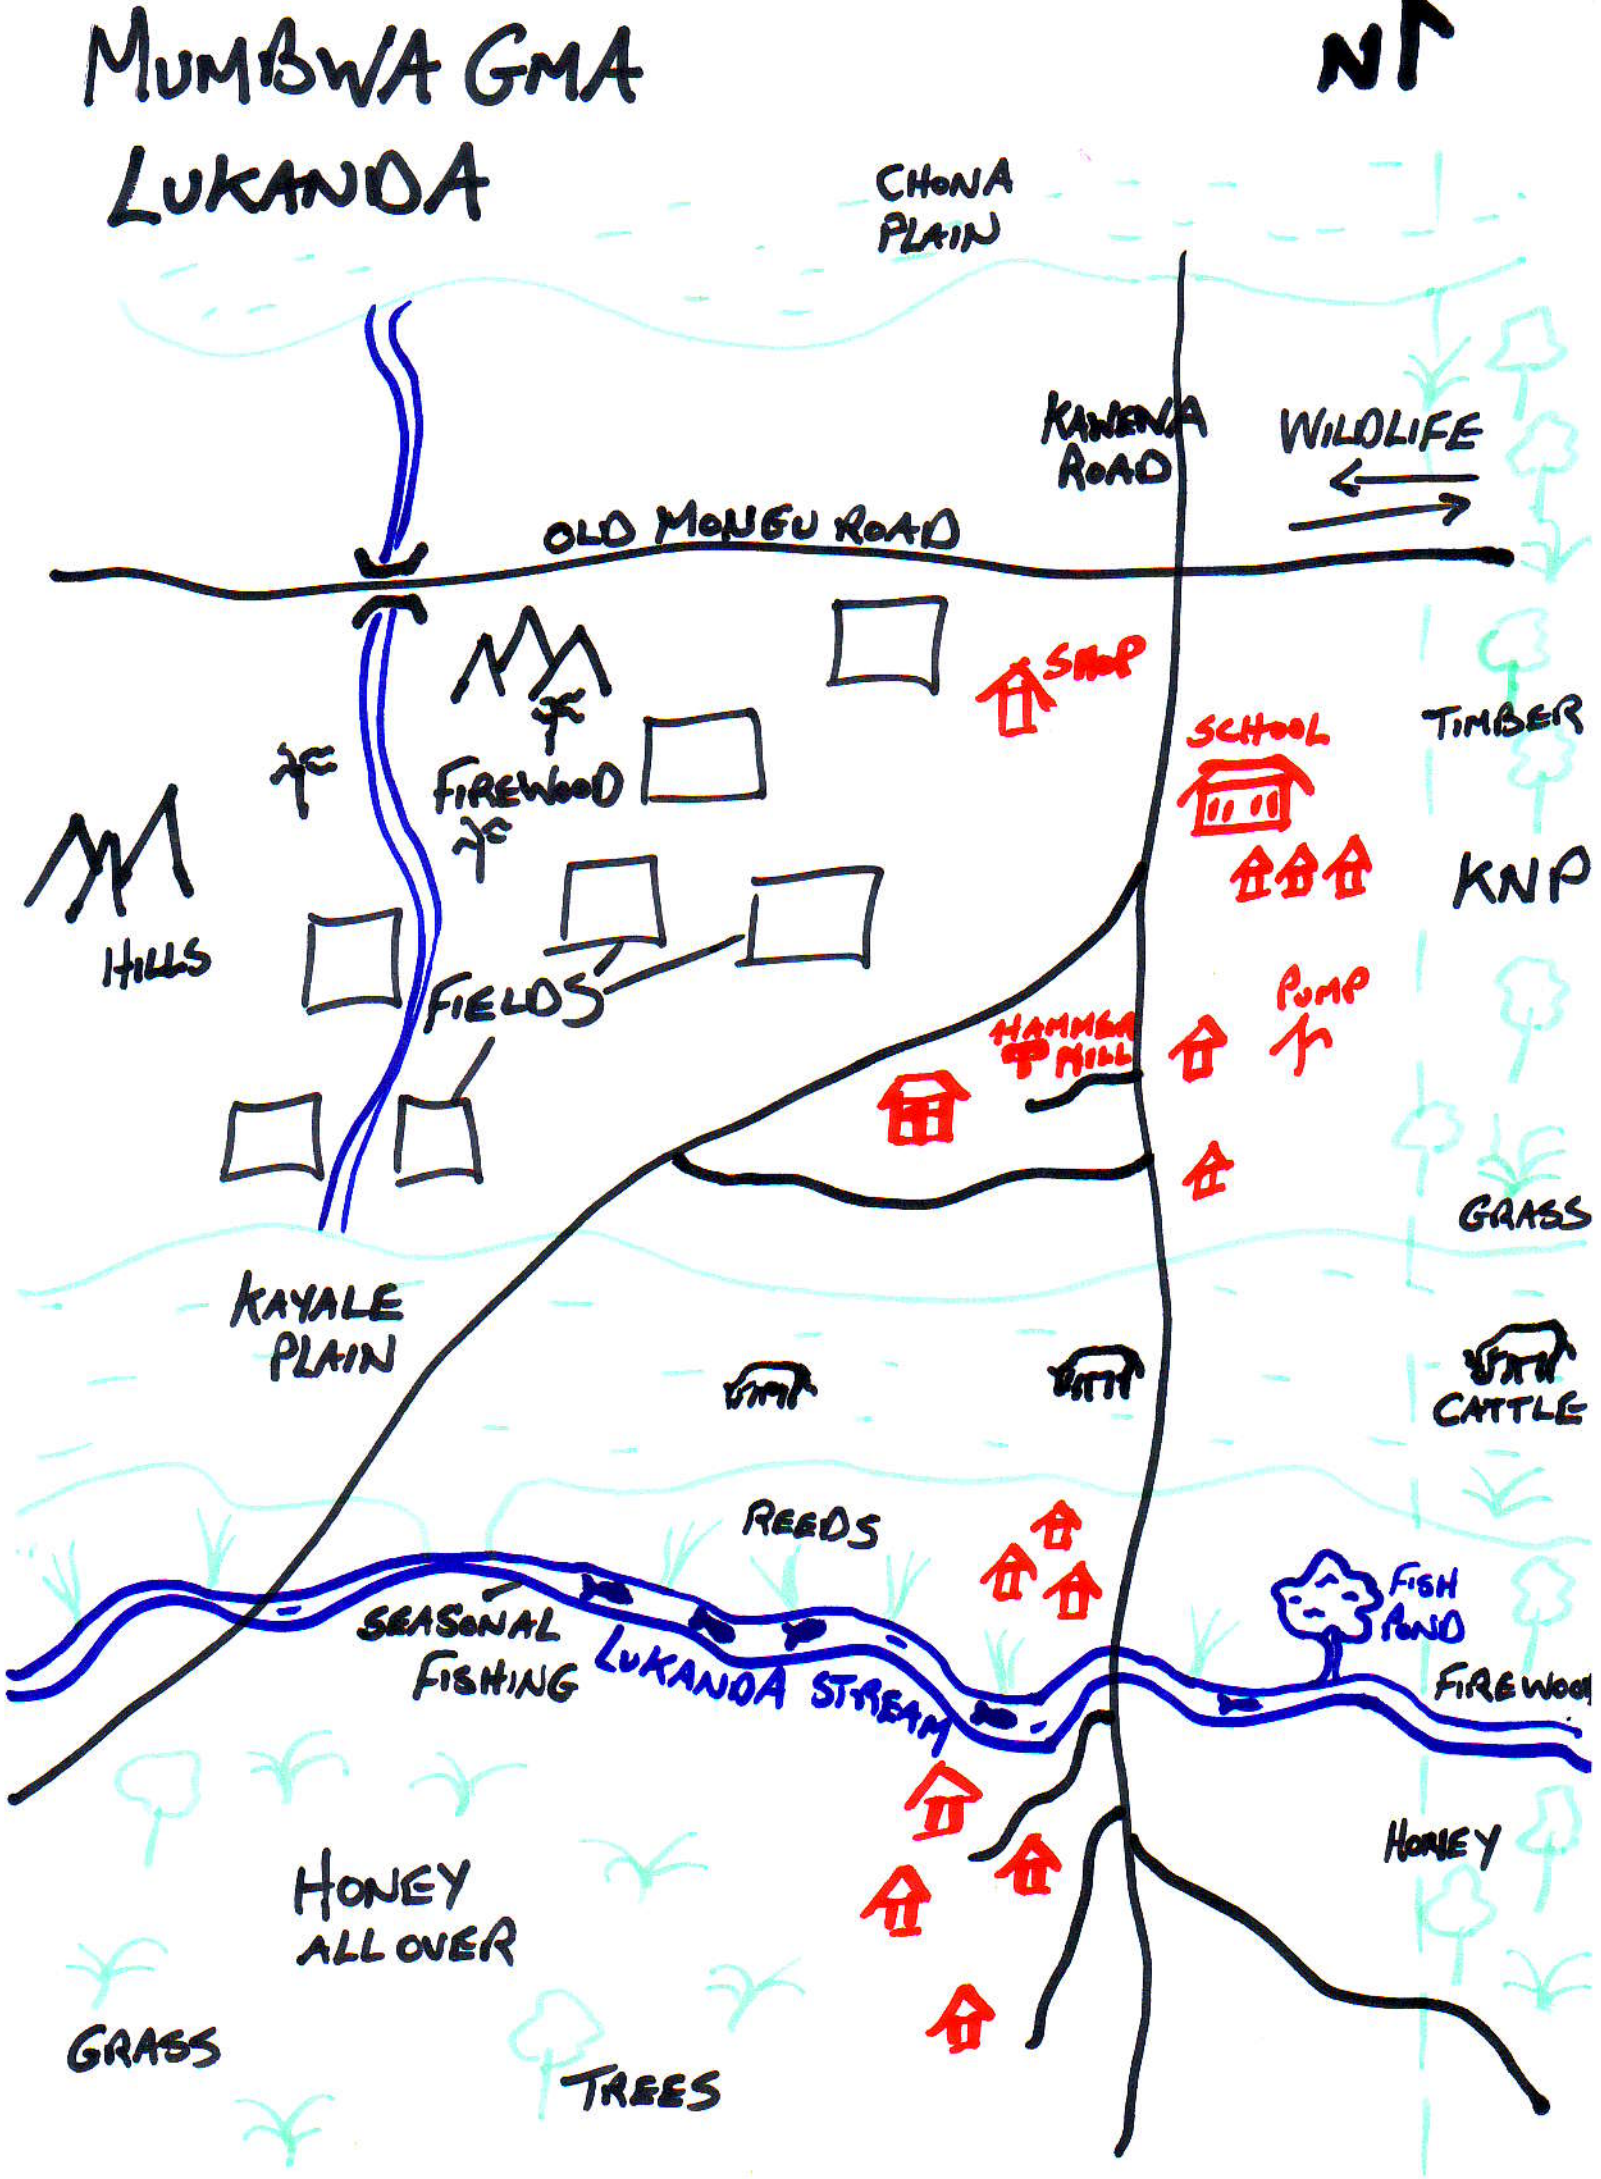 MUMBWA GMA
LUKANDA
N
CHONA
PLAIN
KAWENA
ROAD
WILDLIFE
OLD MONGU ROAD
SHOP
SCHOOL
TIMBER
FIREWOOD
KNP
HILLS
FIELDS
PUMP
HAMMER
MILL
GRASS
KAYALE
PLAIN
CATTLE
REEDS
FISH
POND
SEASONAL
FISHING
LUKANDA STREAM
FIREWOOD
HONEY
HONEY
ALL OVER
GRASS
TREES